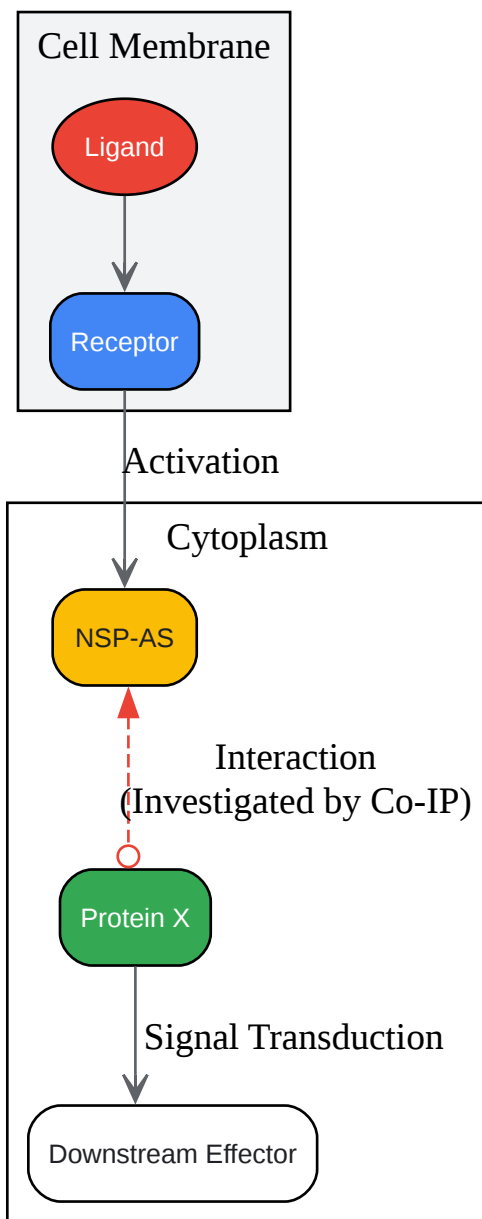 Cell Membrane
Ligand
Receptor
Activation
Cytoplasm
NSP-AS
Interaction
(Investigated by Co-IP)
Protein X
Signal Transduction
Downstream Effector